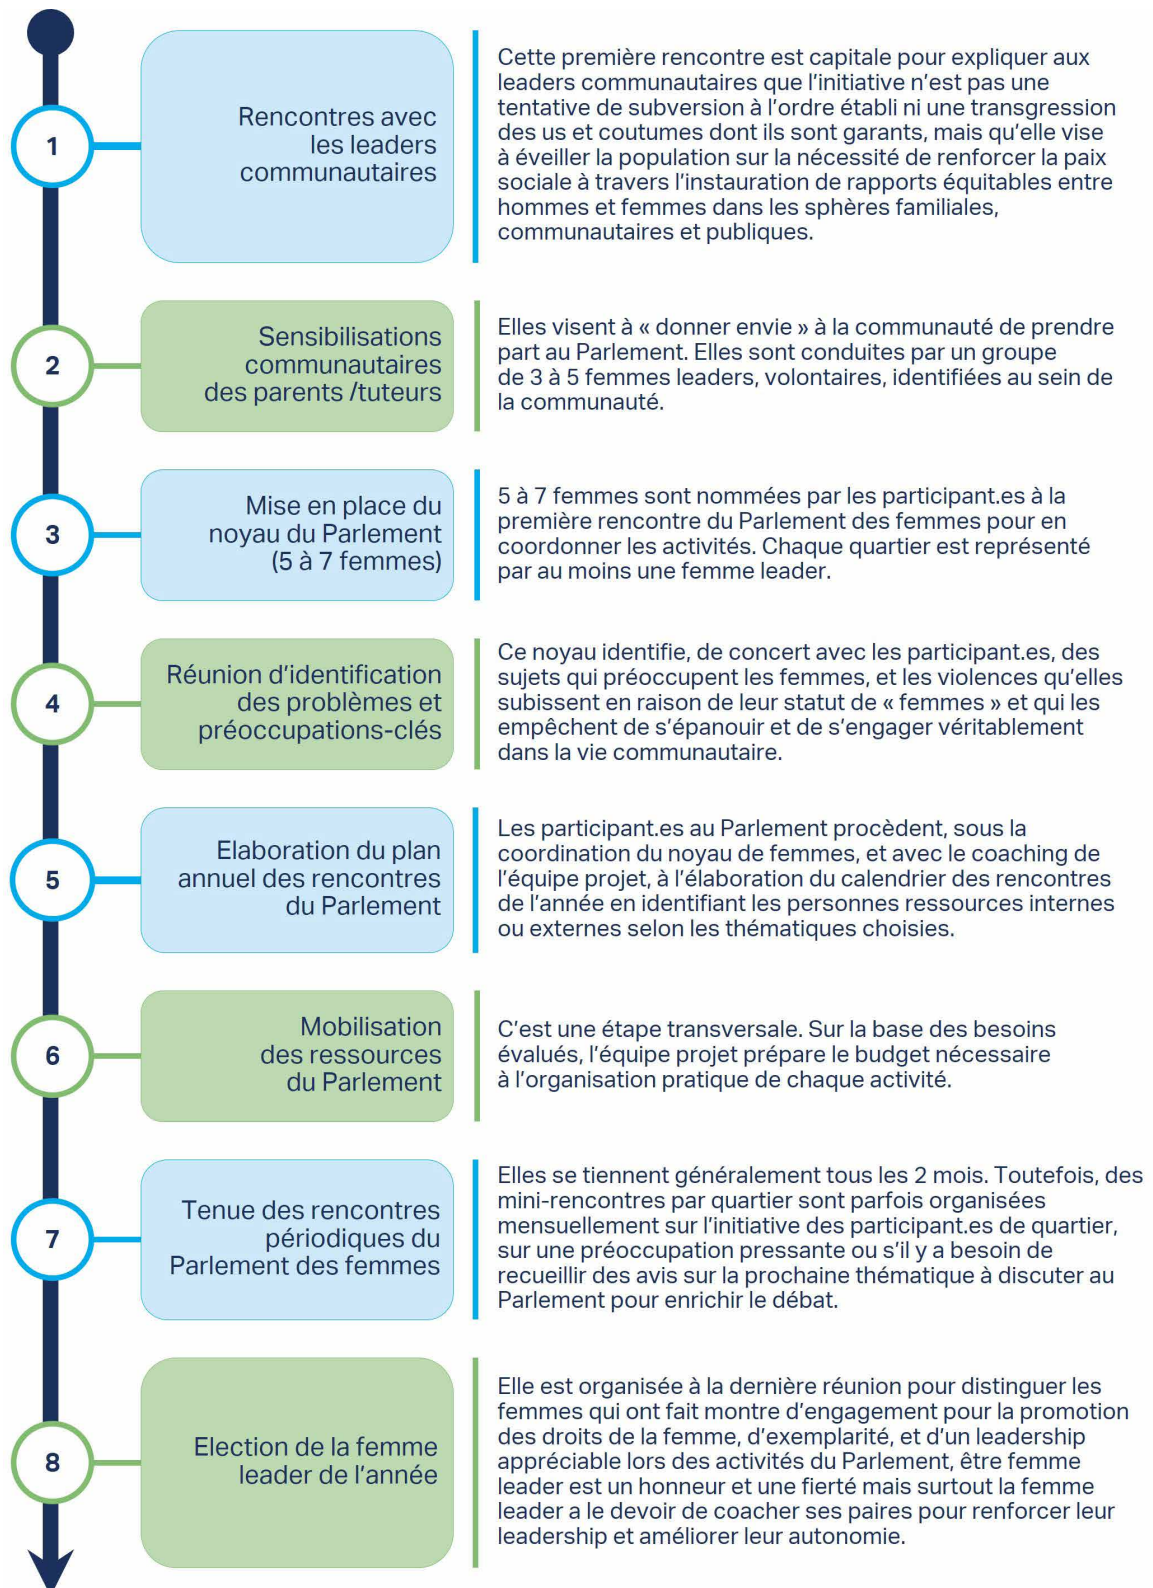 1
Rencontres avec
les leaders
communautaires
Cette première rencontre est capitale pour expliquer aux
leaders communautaires que l’initiative n’est pas une
tentative de subversion à l’ordre établi ni une transgression
des us et coutumes dont ils sont garants, mais qu’elle vise
à éveiller la population sur la nécessité de renforcer la paix
sociale à travers l’instauration de rapports équitables entre
hommes et femmes dans les sphères familiales,
communautaires et publiques.
2
Sensibilisations
communautaires
des parents /tuteurs
Elles visent à « donner envie » à la communauté de prendre
part au Parlement. Elles sont conduites par un groupe
de 3 à 5 femmes leaders, volontaires, identifiées au sein de
la communauté.
3
Mise en place du
noyau du Parlement
(5 à 7 femmes)
5 à 7 femmes sont nommées par les participant.es à la
première rencontre du Parlement des femmes pour en
coordonner les activités. Chaque quartier est représenté
par au moins une femme leader.
4
Réunion d’identification
des problèmes et
préoccupations-clés
Ce noyau identifie, de concert avec les participant.es, des
sujets qui préoccupent les femmes, et les violences qu’elles
subissent en raison de leur statut de « femmes » et qui les
empêchent de s’épanouir et de s’engager véritablement
dans la vie communautaire.
5
Elaboration du plan
annuel des rencontres
du Parlement
Les participant.es au Parlement procèdent, sous la
coordination du noyau de femmes, et avec le coaching de
l’équipe projet, à l’élaboration du calendrier des rencontres
de l’année en identifiant les personnes ressources internes
ou externes selon les thématiques choisies.
6
Mobilisation
des ressources
du Parlement
C’est une étape transversale. Sur la base des besoins
évalués, l’équipe projet prépare le budget nécessaire
à l’organisation pratique de chaque activité.
7
Tenue des rencontres
périodiques du
Parlement des femmes
Elles se tiennent généralement tous les 2 mois. Toutefois, des
mini-rencontres par quartier sont parfois organisées
mensuellement sur l’initiative des participant.es de quartier,
sur une préoccupation pressante ou s’il y a besoin de
recueillir des avis sur la prochaine thématique à discuter au
Parlement pour enrichir le débat.
8
Election de la femme
leader de l’année
Elle est organisée à la dernière réunion pour distinguer les
femmes qui ont fait montre d’engagement pour la promotion
des droits de la femme, d’exemplarité, et d’un leadership
appréciable lors des activités du Parlement, être femme
leader est un honneur et une fierté mais surtout la femme
leader a le devoir de coacher ses paires pour renforcer leur
leadership et améliorer leur autonomie.